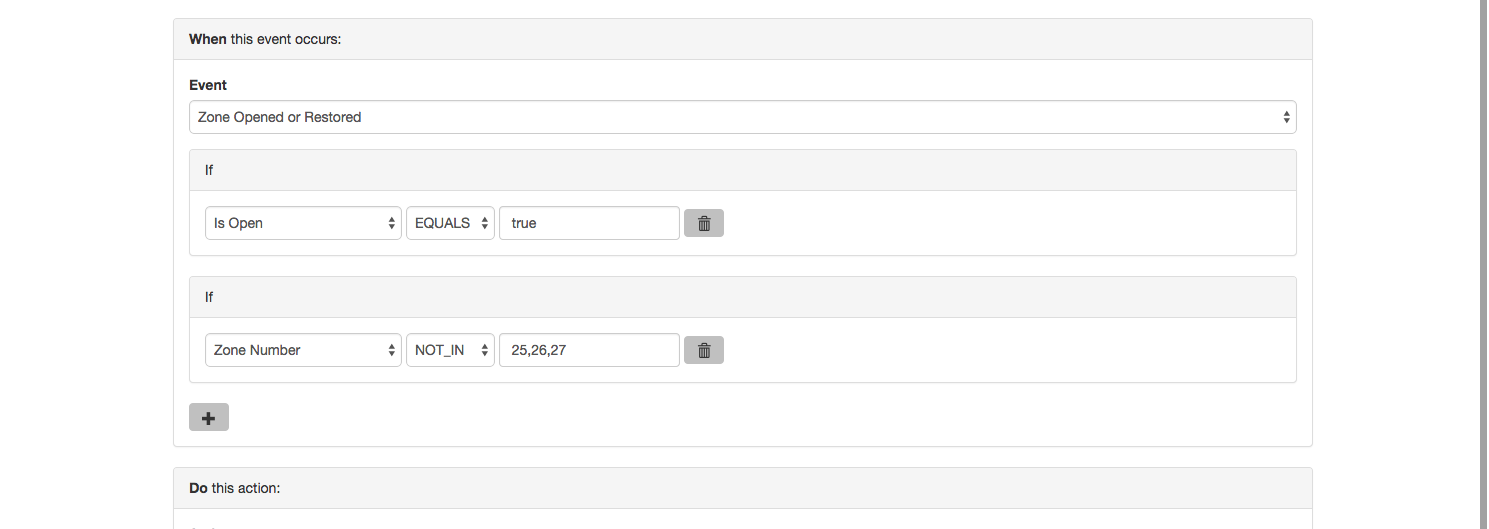 When this event occurs:
Event
Zone Opened or Restored
If
Is Open EQUALS true
If
Zone Number NOT_IN 25,26,27
Do this action: